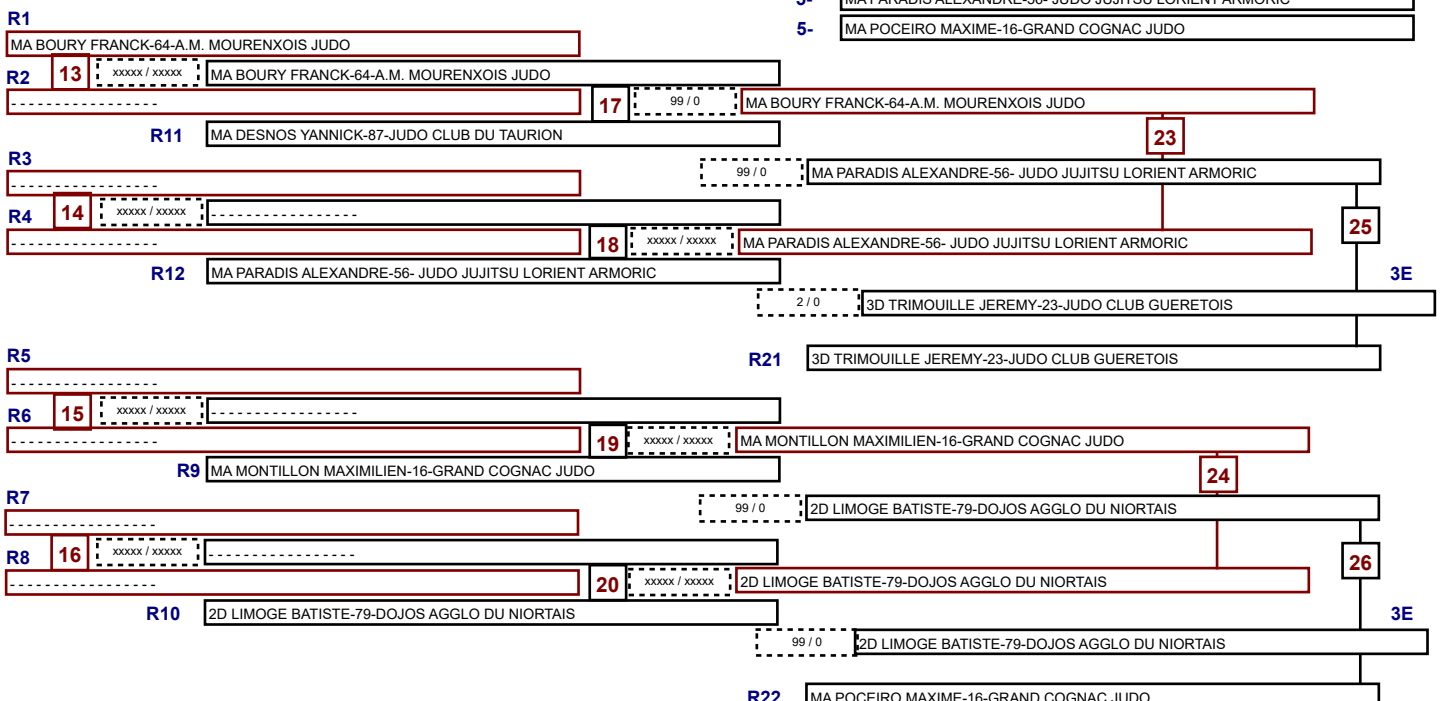 5- MA PARADIS ALEXANDRE-56- JUDO JUJITSU LORIENT ARMORIC
R1
5- MA POCEIRO MAXIME-16-GRAND COGNAC JUDO
MA BOURY FRANCK-64-A.M. MOURENXOIS JUDO
R2 13 xxxxx / xxxxx MA BOURY FRANCK-64-A.M. MOURENXOIS JUDO
- - - - - - - - - - - - - - - - - 17 99 / 0 MA BOURY FRANCK-64-A.M. MOURENXOIS JUDO
R11 MA DESNOS YANNICK-87-JUDO CLUB DU TAURION 23
R3
99 / 0 MA PARADIS ALEXANDRE-56- JUDO JUJITSU LORIENT ARMORIC
- - - - - - - - - - - - - - - - -
R4 14 xxxxx / xxxxx - - - - - - - - - - - - - - - - - 25
- - - - - - - - - - - - - - - - - 18 xxxxx / xxxxx MA PARADIS ALEXANDRE-56- JUDO JUJITSU LORIENT ARMORIC
R12 MA PARADIS ALEXANDRE-56- JUDO JUJITSU LORIENT ARMORIC 3E
2 / 0 3D TRIMOUILLE JEREMY-23-JUDO CLUB GUERETOIS
R5
R21 3D TRIMOUILLE JEREMY-23-JUDO CLUB GUERETOIS
- - - - - - - - - - - - - - - - -
R6 15 xxxxx / xxxxx - - - - - - - - - - - - - - - - -
- - - - - - - - - - - - - - - - - 19 xxxxx / xxxxx MA MONTILLON MAXIMILIEN-16-GRAND COGNAC JUDO
R9 MA MONTILLON MAXIMILIEN-16-GRAND COGNAC JUDO 24
R7
99 / 0 2D LIMOGE BATISTE-79-DOJOS AGGLO DU NIORTAIS
- - - - - - - - - - - - - - - - -
R8 16 xxxxx / xxxxx - - - - - - - - - - - - - - - - - 26
- - - - - - - - - - - - - - - - - 20 xxxxx / xxxxx 2D LIMOGE BATISTE-79-DOJOS AGGLO DU NIORTAIS
R10 2D LIMOGE BATISTE-79-DOJOS AGGLO DU NIORTAIS 3E
99 / 0 2D LIMOGE BATISTE-79-DOJOS AGGLO DU NIORTAIS
R22 MA POCEIRO MAXIME-16-GRAND COGNAC JUDO